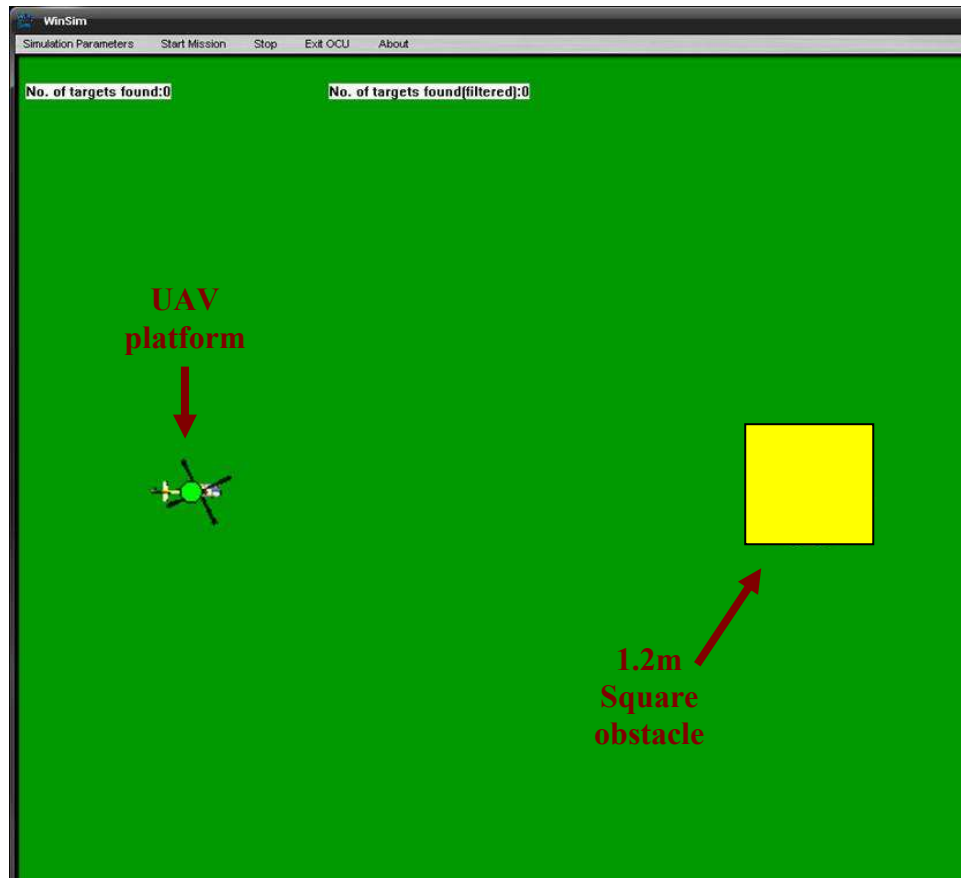 WinSim
Simulation Parameters Start Mission Stop Exit OCU About
No. of targets found:0 No. of targets found(filtered):0
UAV
platform
1.2m
Square
obstacle